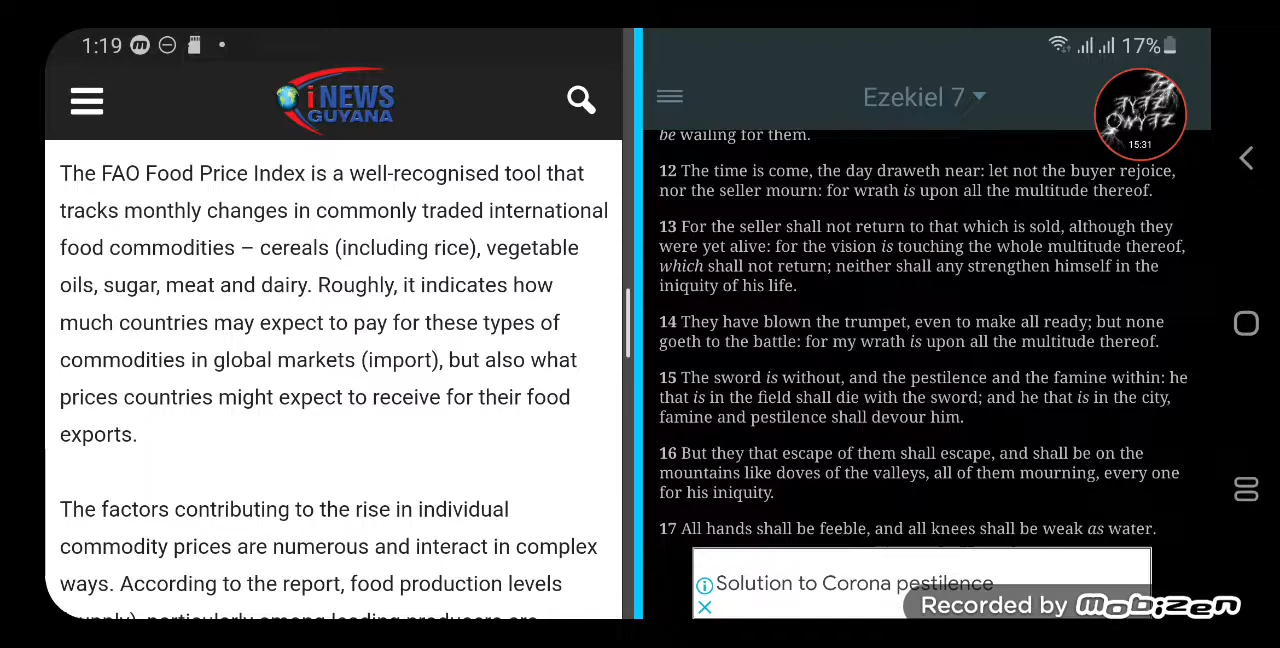 1:19
17%
i NEWS
GUYANA
Ezekiel 7
15:31
The FAO Food Price Index is a well-recognised tool that
tracks monthly changes in commonly traded international
food commodities – cereals (including rice), vegetable
oils, sugar, meat and dairy. Roughly, it indicates how
much countries may expect to pay for these types of
commodities in global markets (import), but also what
prices countries might expect to receive for their food
exports.
The factors contributing to the rise in individual
commodity prices are numerous and interact in complex
ways. According to the report, food production levels
(supply), particularly among leading producers are
be wailing for them.
12 The time is come, the day draweth near: let not the buyer rejoice,
nor the seller mourn: for wrath is upon all the multitude thereof.
13 For the seller shall not return to that which is sold, although they
were yet alive: for the vision is touching the whole multitude thereof,
which shall not return; neither shall any strengthen himself in the
iniquity of his life.
14 They have blown the trumpet, even to make all ready; but none
goeth to the battle: for my wrath is upon all the multitude thereof.
15 The sword is without, and the pestilence and the famine within: he
that is in the field shall die with the sword; and he that is in the city,
famine and pestilence shall devour him.
16 But they that escape of them shall escape, and shall be on the
mountains like doves of the valleys, all of them mourning, every one
for his iniquity.
17 All hands shall be feeble, and all knees shall be weak as water.
Solution to Corona pestilence
Recorded by mobizen